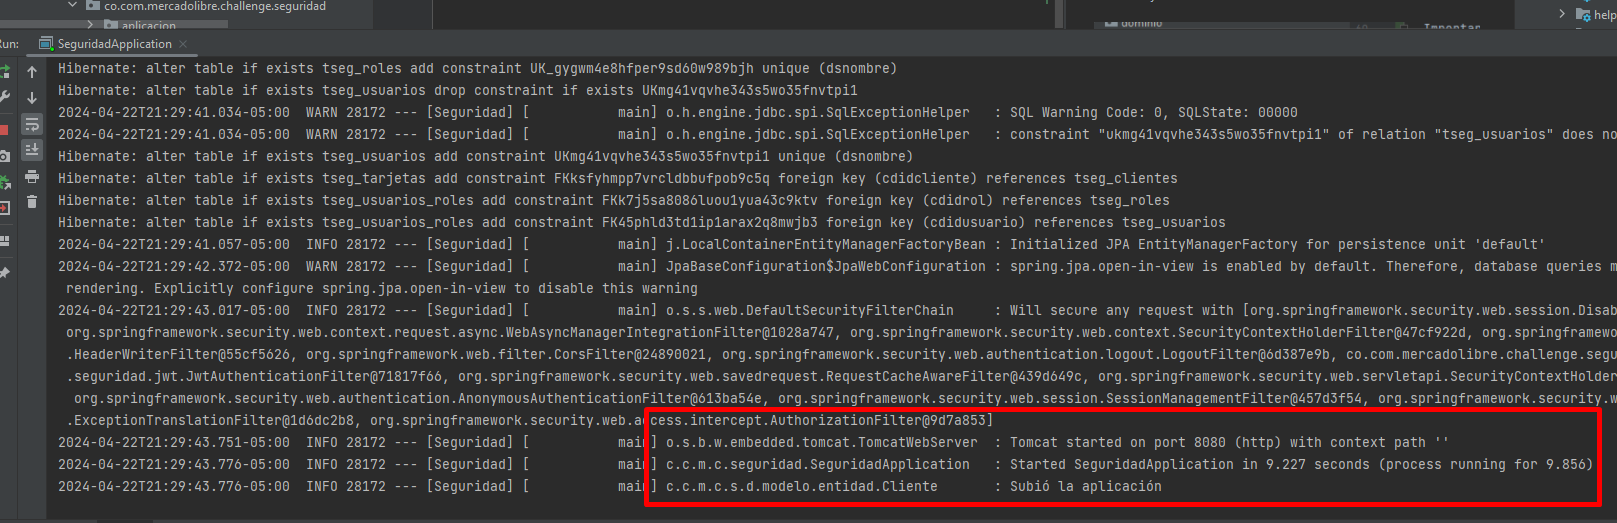 co.com.mercadolibre.challenge.seguridad
aplicacion
dominio
Importar
help
Run:
SeguridadApplication
Hibernate: alter table if exists tseg_roles add constraint UK_gygwm4e8hfper9sd60w989bjh unique (dsnombre)
Hibernate: alter table if exists tseg_usuarios drop constraint if exists UKmg41vqvhe343s5wo35fnvtpi1
2024-04-22T21:29:41.034-05:00  WARN 28172 --- [Seguridad] [           main] o.h.engine.jdbc.spi.SqlExceptionHelper   : SQL Warning Code: 0, SQLState: 00000
2024-04-22T21:29:41.034-05:00  WARN 28172 --- [Seguridad] [           main] o.h.engine.jdbc.spi.SqlExceptionHelper   : constraint "ukmg41vqvhe343s5wo35fnvtpi1" of relation "tseg_usuarios" does no
Hibernate: alter table if exists tseg_usuarios add constraint UKmg41vqvhe343s5wo35fnvtpi1 unique (dsnombre)
Hibernate: alter table if exists tseg_tarjetas add constraint FKksfyhmpp7vrcldbbufpob9c5q foreign key (cdidcliente) references tseg_clientes
Hibernate: alter table if exists tseg_usuarios_roles add constraint FKk7j5sa8086luou1yua43c9ktv foreign key (cdidrol) references tseg_roles
Hibernate: alter table if exists tseg_usuarios_roles add constraint FK45phld3td1ip1arax2q8mwjb3 foreign key (cdidusuario) references tseg_usuarios
2024-04-22T21:29:41.057-05:00  INFO 28172 --- [Seguridad] [           main] j.LocalContainerEntityManagerFactoryBean : Initialized JPA EntityManagerFactory for persistence unit 'default'
2024-04-22T21:29:42.372-05:00  WARN 28172 --- [Seguridad] [           main] JpaBaseConfiguration$JpaWebConfiguration : spring.jpa.open-in-view is enabled by default. Therefore, database queries m
rendering. Explicitly configure spring.jpa.open-in-view to disable this warning
2024-04-22T21:29:43.017-05:00  INFO 28172 --- [Seguridad] [           main] o.s.s.web.DefaultSecurityFilterChain     : Will secure any request with [org.springframework.security.web.session.Disab
org.springframework.security.web.context.request.async.WebAsyncManagerIntegrationFilter@1028a747, org.springframework.security.web.context.SecurityContextHolderFilter@47cf922d, org.springframewo
.HeaderWriterFilter@55cf5626, org.springframework.web.filter.CorsFilter@24890021, org.springframework.security.web.authentication.logout.LogoutFilter@6d387e9b, co.com.mercadolibre.challenge.segu
.seguridad.jwt.JwtAuthenticationFilter@71817f66, org.springframework.security.web.savedrequest.RequestCacheAwareFilter@439d649c, org.springframework.security.web.servletapi.SecurityContextHolder
org.springframework.security.web.authentication.AnonymousAuthenticationFilter@613ba54e, org.springframework.security.web.session.SessionManagementFilter@457d3f54, org.springframework.security.w
.ExceptionTranslationFilter@1d6dc2b8, org.springframework.security.web.access.intercept.AuthorizationFilter@9d7a853]
2024-04-22T21:29:43.751-05:00  INFO 28172 --- [Seguridad] [           main] o.s.b.w.embedded.tomcat.TomcatWebServer  : Tomcat started on port 8080 (http) with context path ''
2024-04-22T21:29:43.776-05:00  INFO 28172 --- [Seguridad] [           main] c.c.m.c.seguridad.SeguridadApplication   : Started SeguridadApplication in 9.227 seconds (process running for 9.856)
2024-04-22T21:29:43.776-05:00  INFO 28172 --- [Seguridad] [           main] c.c.m.c.s.d.modelo.entidad.Cliente       : Subió la aplicación